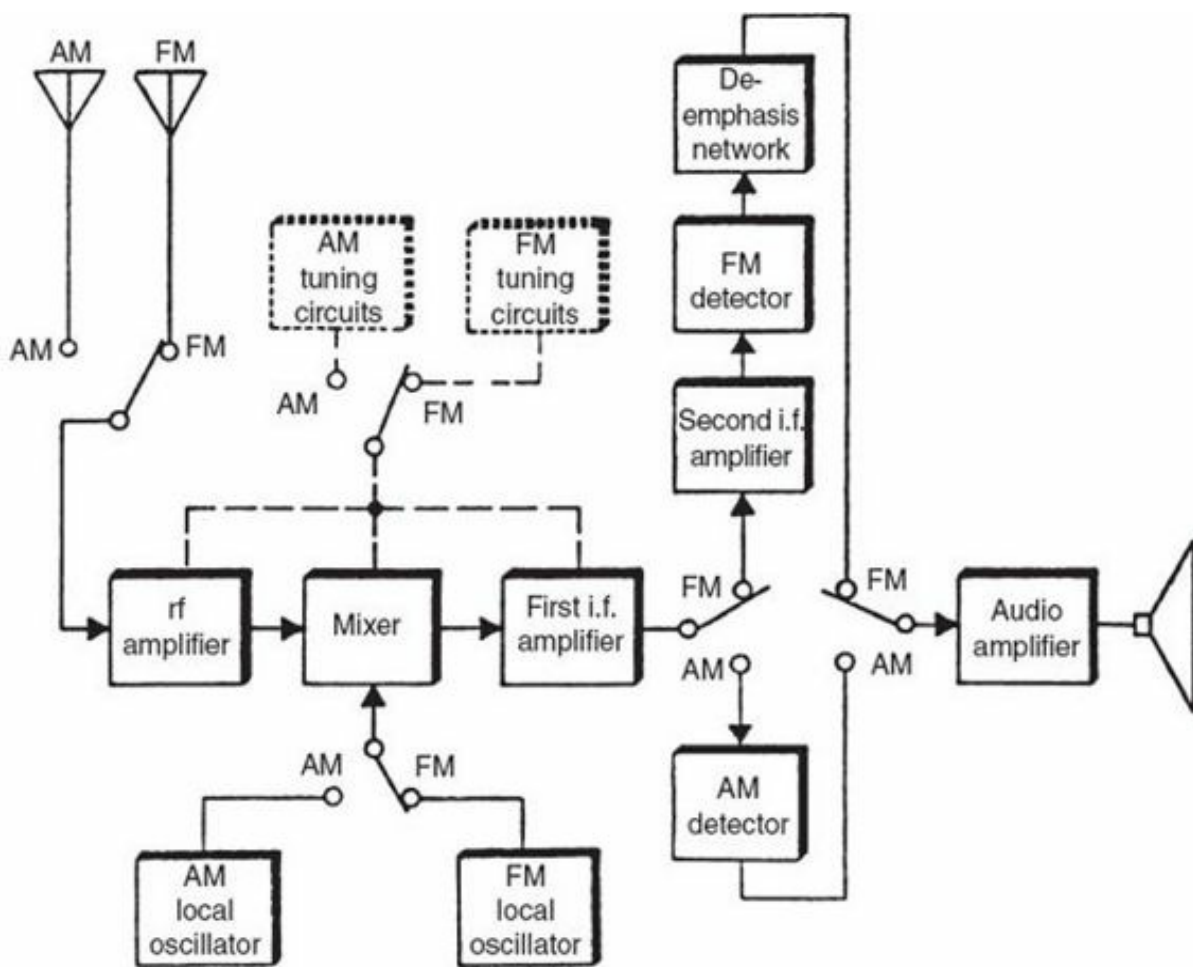 AM
FM
De-
emphasis
network
AM
tuning
circuits
FM
tuning
circuits
FM
detector
AM
FM
AM
FM
Second i.f.
amplifier
rf
amplifier
Mixer
First i.f.
amplifier
FM
AM
FM
AM
Audio
amplifier
AM
FM
AM
detector
AM
local
oscillator
FM
local
oscillator